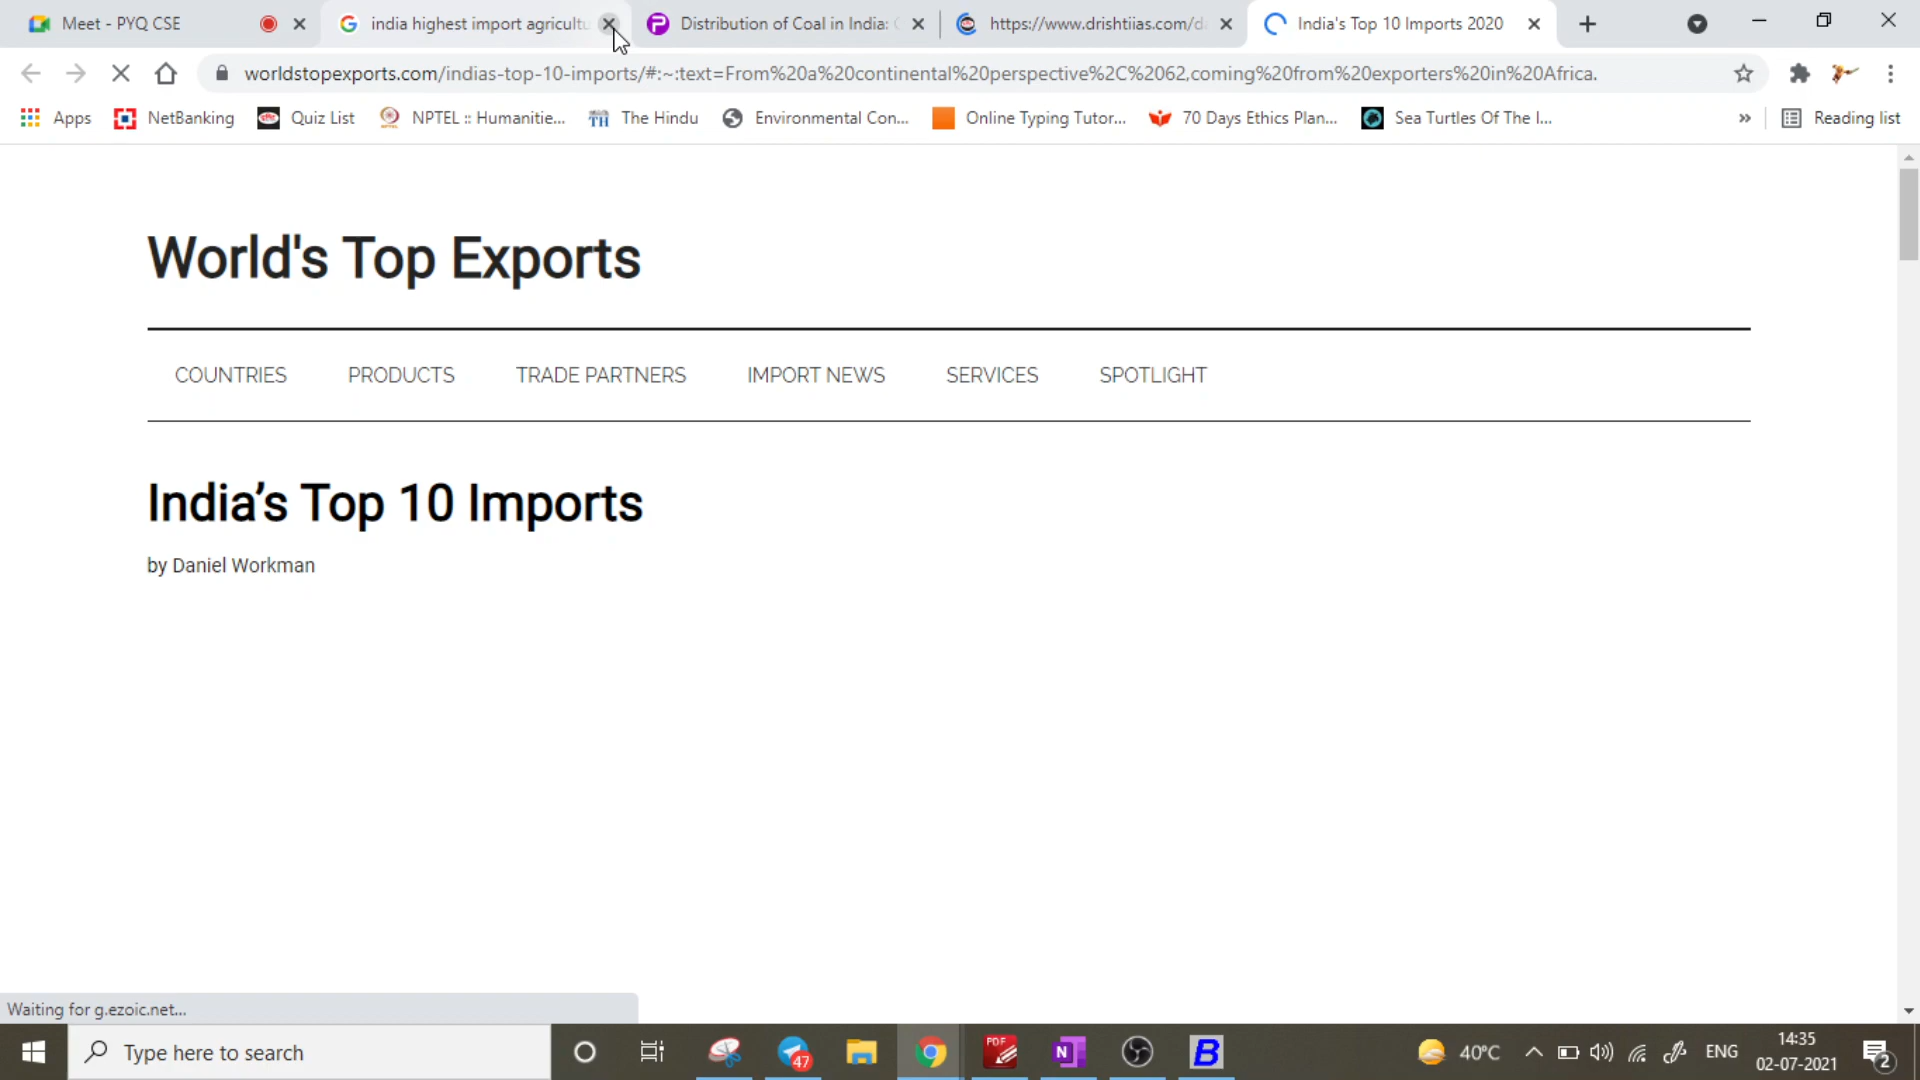 Meet - PYQ CSE
india highest import agricultu
Distribution of Coal in India:
https://www.drishtiias.com/d
India's Top 10 Imports 2020
worldstopexports.com/indias-top-10-imports/#:~:text=From%20a%20continental%20perspective%2C%2062,coming%20from%20exporters%20in%20Africa.
Apps NetBanking Quiz List NPTEL :: Humanitie... The Hindu Environmental Con... Online Typing Tutor... 70 Days Ethics Plan... Sea Turtles Of The I... » Reading list
World's Top Exports
COUNTRIES PRODUCTS TRADE PARTNERS IMPORT NEWS SERVICES SPOTLIGHT
India’s Top 10 Imports
by Daniel Workman
Waiting for g.ezoic.net...
Type here to search
47
PDF
N
B
40°C
ENG
14:35
02-07-2021
2